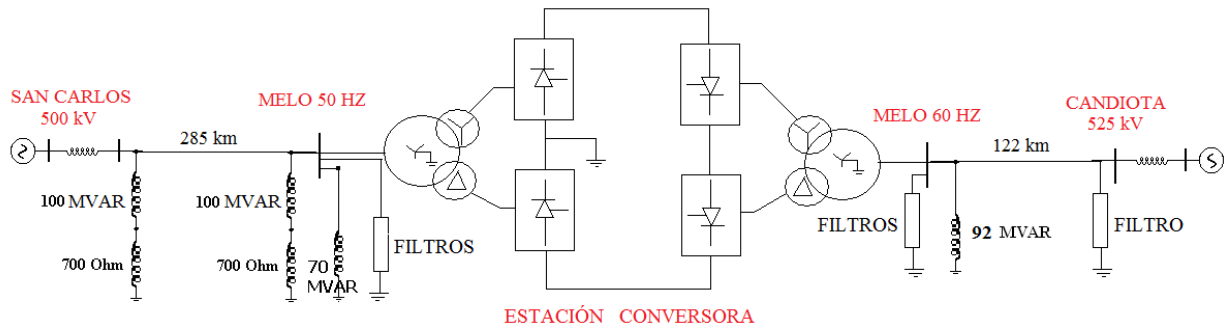 SAN CARLOS
500 kV
285 km
MELO 50 HZ
100 MVAR
700 Ohm
100 MVAR
700 Ohm
70
MVAR
FILTROS
ESTACIÓN CONVERSORA
MELO 60 HZ
CANDIOTA
525 kV
122 km
FILTROS
92 MVAR
FILTRO